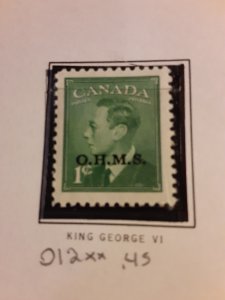 CANADA
POSTES POSTAGE
O.H.M.S.
1¢
KING GEORGE VI
O12xx .45